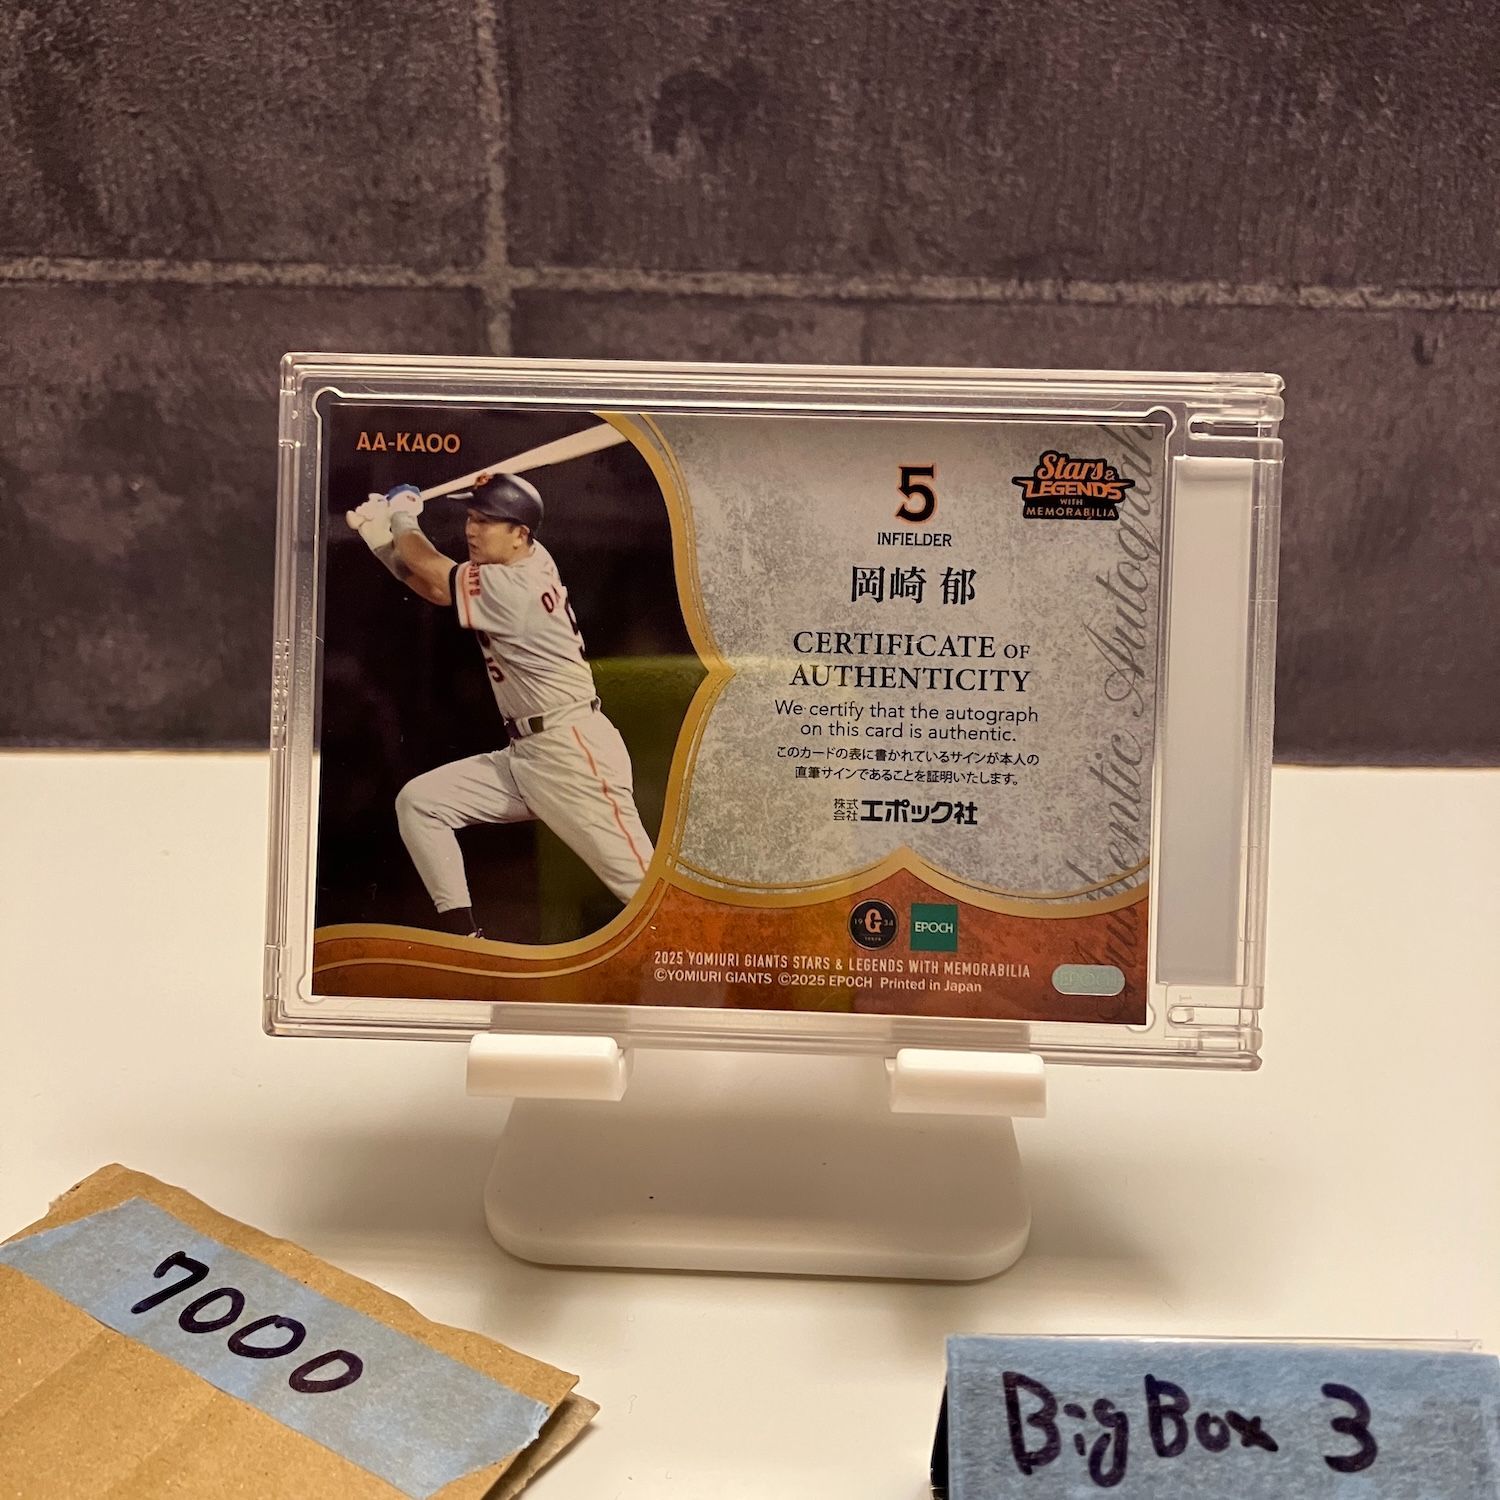 AA-KAOO
Stars &
LEGENDS
WITH
MEMORABILIA
5
INFIELDER
岡崎 郁
CERTIFICATE OF
AUTHENTICITY
We certify that the autograph
on this card is authentic.
このカードの表に書かれているサインが本人の
直筆サインであることを証明いたします。
株式会社エポック社
Authentic Autograph
Authentic
19 G 34
EPOCH
2025 YOMIURI GIANTS STARS & LEGENDS WITH MEMORABILIA
©YOMIURI GIANTS ©2025 EPOCH Printed in Japan
EPOCH
7000
Big Box 3